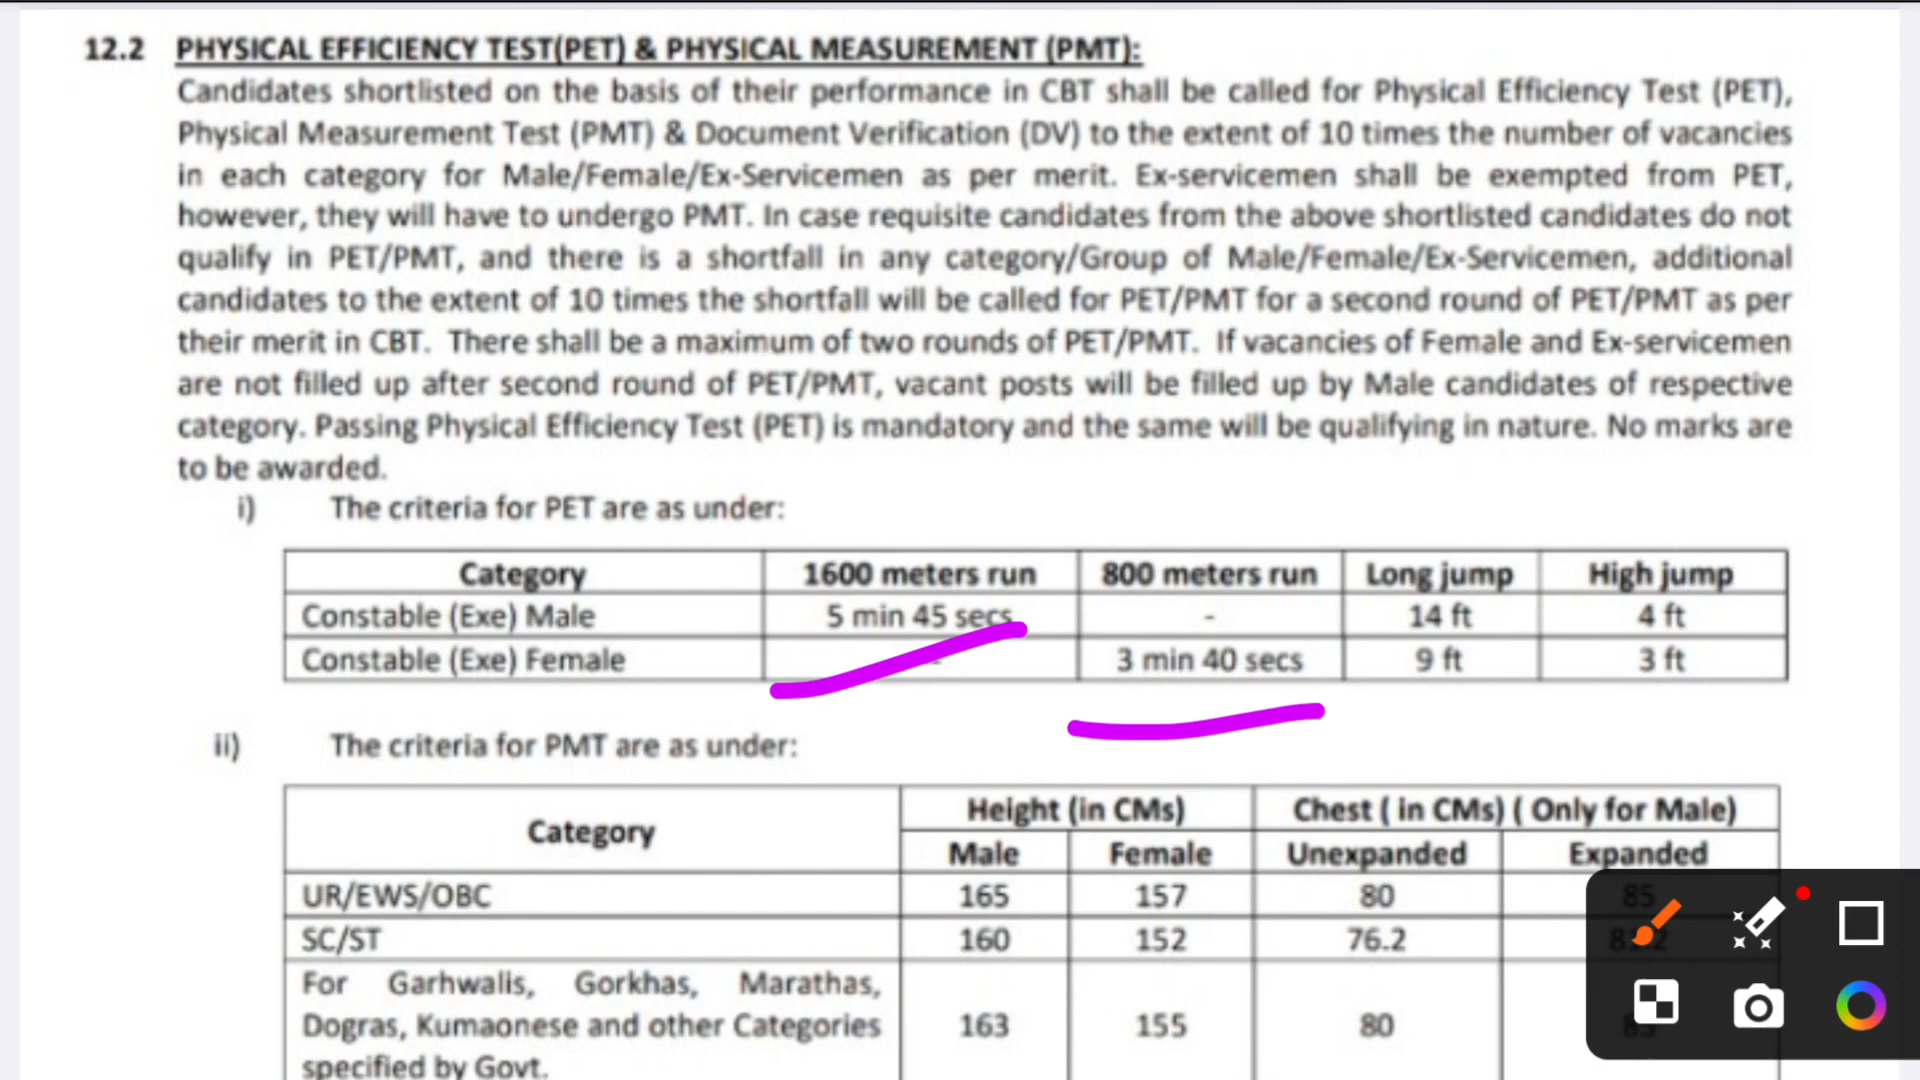 12.2 PHYSICAL EFFICIENCY TEST(PET) & PHYSICAL MEASUREMENT (PMT):
Candidates shortlisted on the basis of their performance in CBT shall be called for Physical Efficiency Test (PET),
Physical Measurement Test (PMT) & Document Verification (DV) to the extent of 10 times the number of vacancies
in each category for Male/Female/Ex-Servicemen as per merit. Ex-servicemen shall be exempted from PET,
however, they will have to undergo PMT. In case requisite candidates from the above shortlisted candidates do not
qualify in PET/PMT, and there is a shortfall in any category/Group of Male/Female/Ex-Servicemen, additional
candidates to the extent of 10 times the shortfall will be called for PET/PMT for a second round of PET/PMT as per
their merit in CBT. There shall be a maximum of two rounds of PET/PMT. If vacancies of Female and Ex-servicemen
are not filled up after second round of PET/PMT, vacant posts will be filled up by Male candidates of respective
category. Passing Physical Efficiency Test (PET) is mandatory and the same will be qualifying in nature. No marks are
to be awarded.
i) The criteria for PET are as under:
Category 1600 meters run 800 meters run Long jump High jump
Constable (Exe) Male 5 min 45 secs - 14 ft 4 ft
Constable (Exe) Female - 3 min 40 secs 9 ft 3 ft
ii) The criteria for PMT are as under:
Category Height (in CMs) Chest ( in CMs) ( Only for Male)
Male Female Unexpanded Expanded
UR/EWS/OBC 165 157 80 85
SC/ST 160 152 76.2
For Garhwalis, Gorkhas, Marathas,
Dogras, Kumaonese and other Categories 163 155 80
specified by Govt.